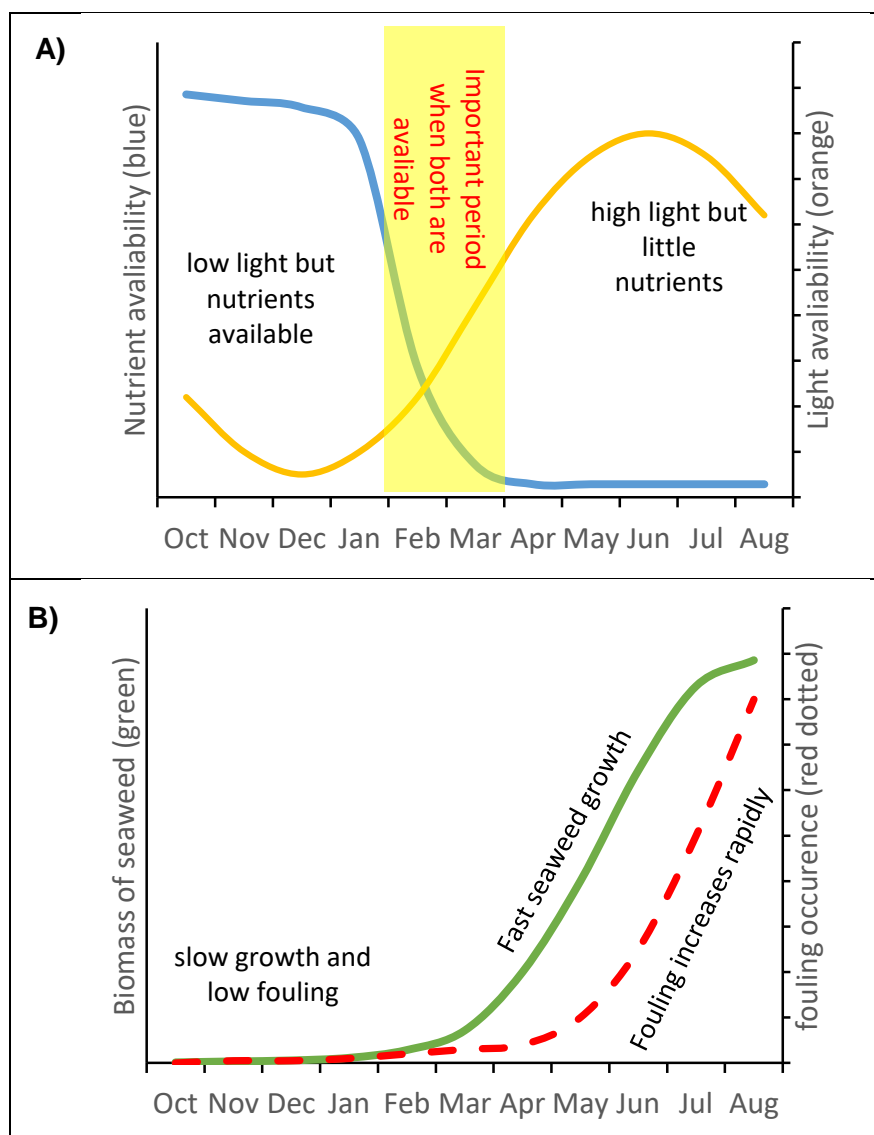 A)
Nutrient avaliability (blue)
low light but
nutrients
available
Important period
when both are
avaliable
high light but
little
nutrients
Light avaliability (orange)
Oct Nov Dec Jan Feb Mar Apr May Jun Jul Aug
B)
Biomass of seaweed (green)
slow growth and
low fouling
Fast seaweed growth
Fouling increases rapidly
fouling occurence (red dotted)
Oct Nov Dec Jan Feb Mar Apr May Jun Jul Aug